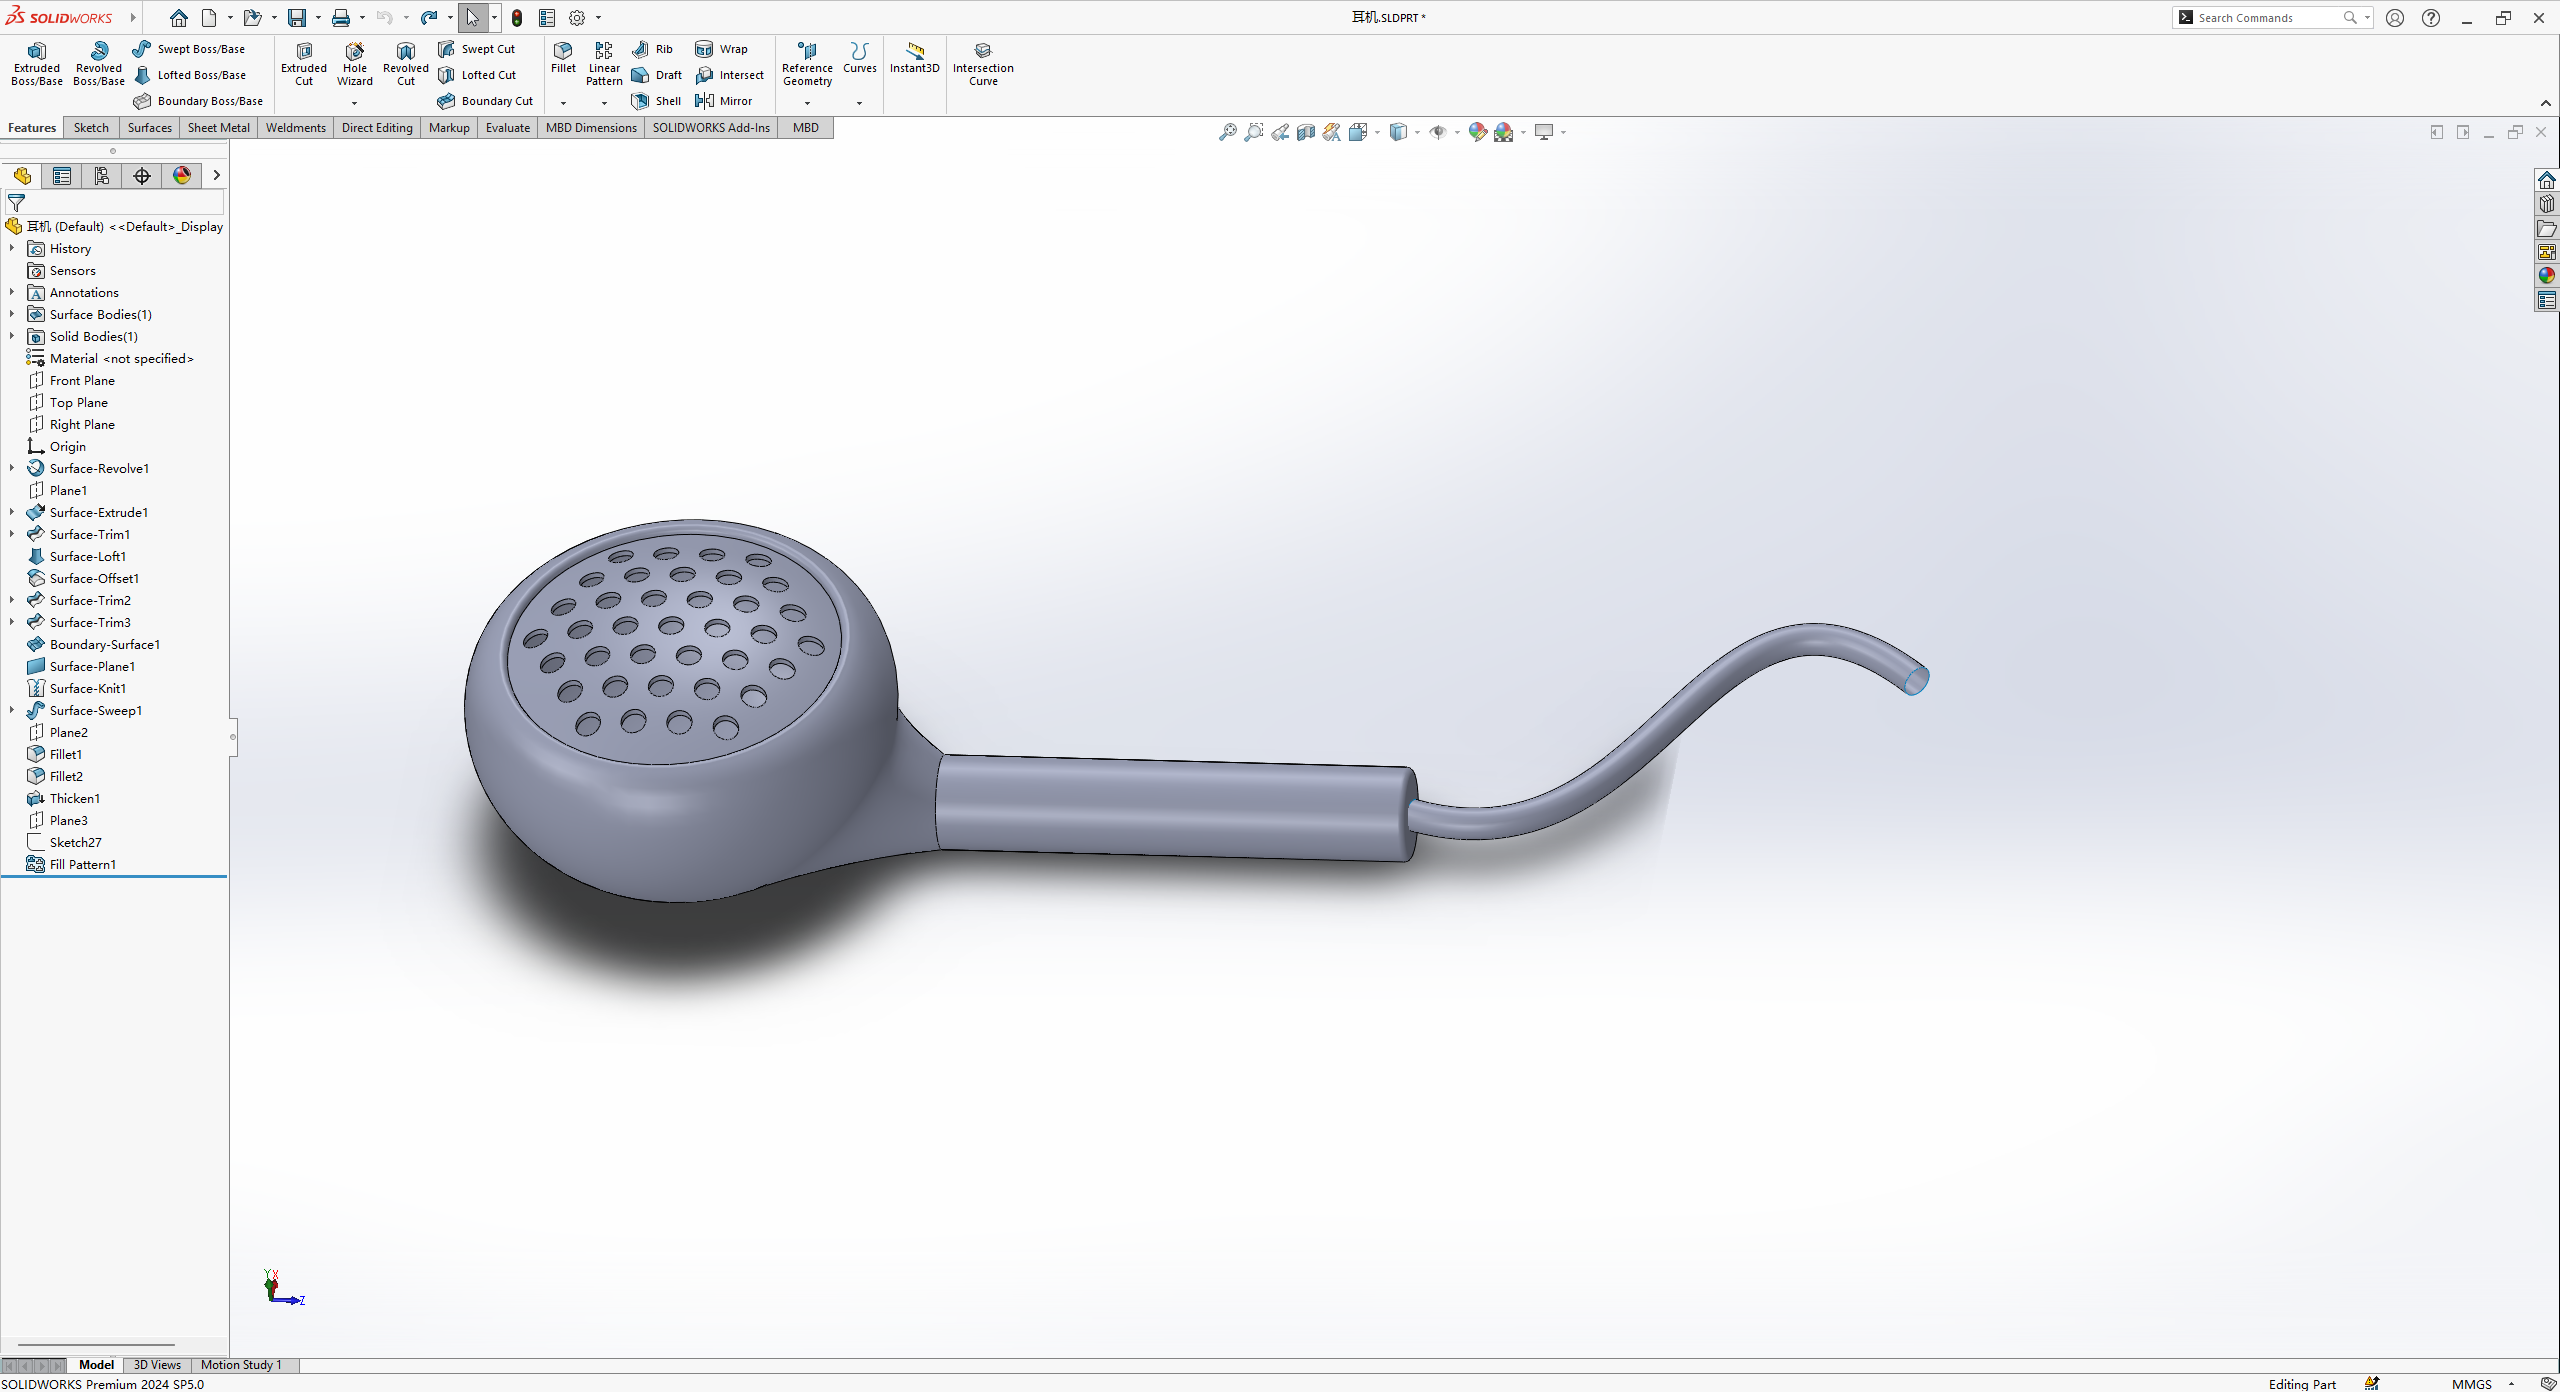 SOLIDWORKS
耳机.SLDPRT *
Search Commands
Extruded Boss/Base
Revolved Boss/Base
Swept Boss/Base
Lofted Boss/Base
Boundary Boss/Base
Extruded Cut
Hole Wizard
Revolved Cut
Swept Cut
Lofted Cut
Boundary Cut
Fillet
Linear Pattern
Rib
Draft
Shell
Wrap
Intersect
Mirror
Reference Geometry
Curves
Instant3D
Intersection Curve
Features
Sketch
Surfaces
Sheet Metal
Weldments
Direct Editing
Markup
Evaluate
MBD Dimensions
SOLIDWORKS Add-Ins
MBD
耳机 (Default) <<Default>_Display
History
Sensors
Annotations
Surface Bodies(1)
Solid Bodies(1)
Material <not specified>
Front Plane
Top Plane
Right Plane
Origin
Surface-Revolve1
Plane1
Surface-Extrude1
Surface-Trim1
Surface-Loft1
Surface-Offset1
Surface-Trim2
Surface-Trim3
Boundary-Surface1
Surface-Plane1
Surface-Knit1
Surface-Sweep1
Plane2
Fillet1
Fillet2
Thicken1
Plane3
Sketch27
Fill Pattern1
Y X
Z
Model
3D Views
Motion Study 1
SOLIDWORKS Premium 2024 SP5.0
Editing Part
MMGS